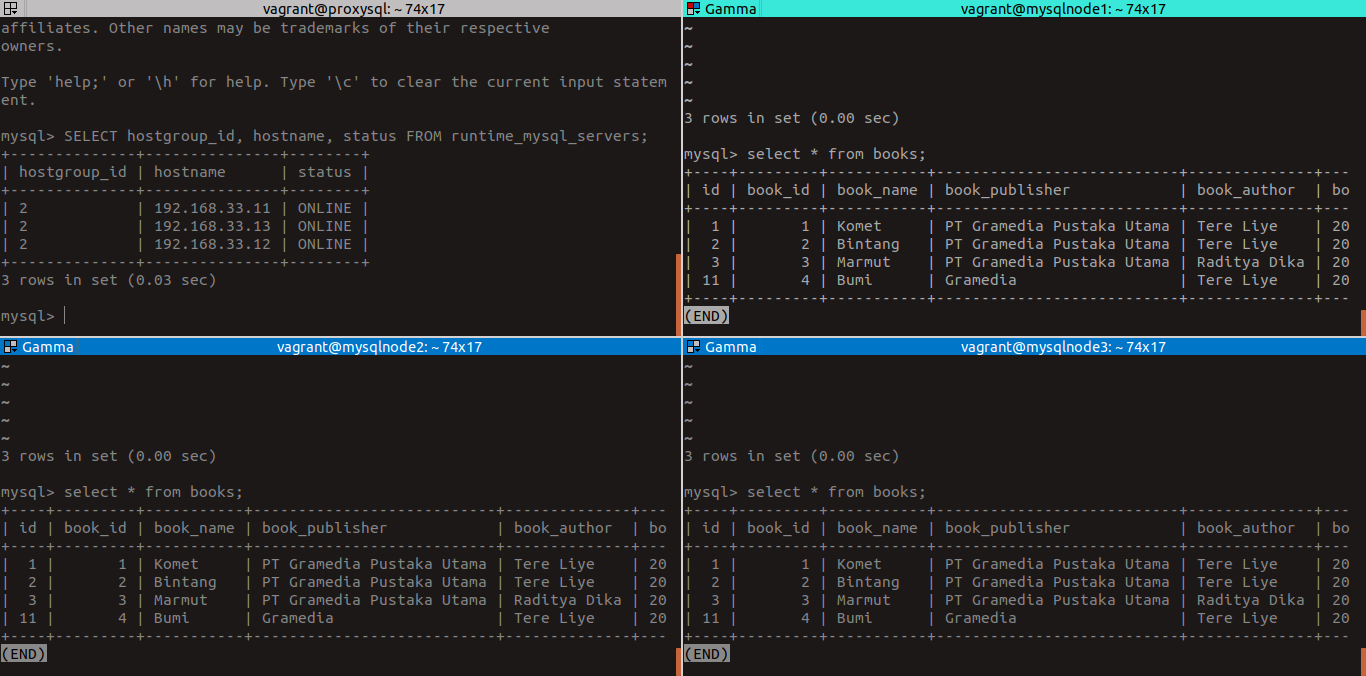 vagrant@proxysql: ~ 74x17
affiliates. Other names may be trademarks of their respective
owners.
Type 'help;' or '\h' for help. Type '\c' to clear the current input statem
ent.
mysql> SELECT hostgroup_id, hostname, status FROM runtime_mysql_servers;
+--------------+---------------+--------+
| hostgroup_id | hostname      | status |
+--------------+---------------+--------+
| 2            | 192.168.33.11 | ONLINE |
| 2            | 192.168.33.13 | ONLINE |
| 2            | 192.168.33.12 | ONLINE |
+--------------+---------------+--------+
3 rows in set (0.03 sec)
mysql>
Gamma vagrant@mysqlnode1: ~ 74x17
~
~
~
~
~
3 rows in set (0.00 sec)
mysql> select * from books;
+----+---------+-----------+---------------------------+--------------+---
| id | book_id | book_name | book_publisher            | book_author  | bo
+----+---------+-----------+---------------------------+--------------+---
|  1 |       1 | Komet     | PT Gramedia Pustaka Utama | Tere Liye    | 20
|  2 |       2 | Bintang   | PT Gramedia Pustaka Utama | Tere Liye    | 20
|  3 |       3 | Marmut    | PT Gramedia Pustaka Utama | Raditya Dika | 20
| 11 |       4 | Bumi      | Gramedia                  | Tere Liye    | 20
+----+---------+-----------+---------------------------+--------------+---
(END)
Gamma vagrant@mysqlnode2: ~ 74x17
~
~
~
~
~
3 rows in set (0.00 sec)
mysql> select * from books;
+----+---------+-----------+---------------------------+--------------+---
| id | book_id | book_name | book_publisher            | book_author  | bo
+----+---------+-----------+---------------------------+--------------+---
|  1 |       1 | Komet     | PT Gramedia Pustaka Utama | Tere Liye    | 20
|  2 |       2 | Bintang   | PT Gramedia Pustaka Utama | Tere Liye    | 20
|  3 |       3 | Marmut    | PT Gramedia Pustaka Utama | Raditya Dika | 20
| 11 |       4 | Bumi      | Gramedia                  | Tere Liye    | 20
+----+---------+-----------+---------------------------+--------------+---
(END)
Gamma vagrant@mysqlnode3: ~ 74x17
~
~
~
~
~
3 rows in set (0.00 sec)
mysql> select * from books;
+----+---------+-----------+---------------------------+--------------+---
| id | book_id | book_name | book_publisher            | book_author  | bo
+----+---------+-----------+---------------------------+--------------+---
|  1 |       1 | Komet     | PT Gramedia Pustaka Utama | Tere Liye    | 20
|  2 |       2 | Bintang   | PT Gramedia Pustaka Utama | Tere Liye    | 20
|  3 |       3 | Marmut    | PT Gramedia Pustaka Utama | Raditya Dika | 20
| 11 |       4 | Bumi      | Gramedia                  | Tere Liye    | 20
+----+---------+-----------+---------------------------+--------------+---
(END)